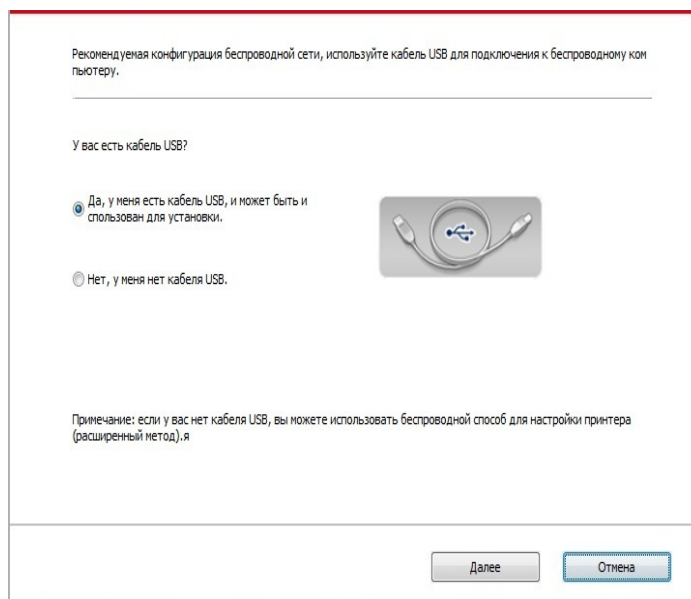 Рекомендуемая конфигурация беспроводной сети, используйте кабель USB для подключения к беспроводному ком
пьютеру.
У вас есть кабель USB?
Да, у меня есть кабель USB, и может быть и
спользован для установки.
Нет, у меня нет кабеля USB.
Примечание: если у вас нет кабеля USB, вы можете использовать беспроводной способ для настройки принтера
(расширенный метод).я
Далее
Отмена